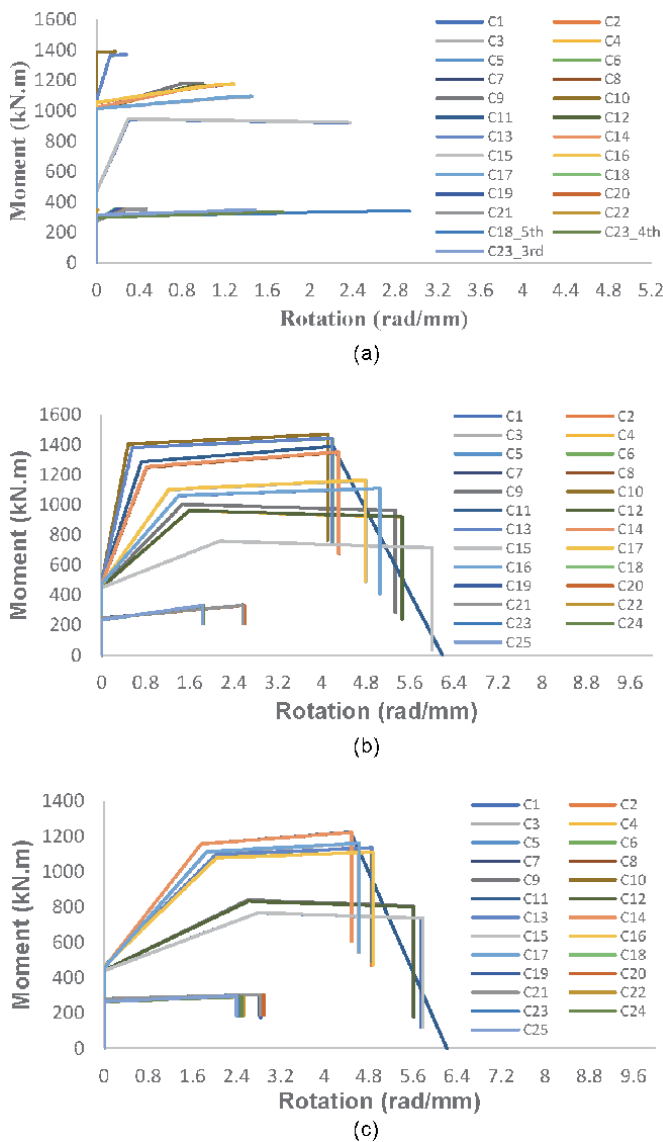 1600
1400
1200
1000
800
600
400
200
0
Moment (kN.m)
0 0.4 0.8 1.2 1.6 2 2.4 2.8 3.2 3.6 4 4.4 4.8 5.2
Rotation (rad/mm)
C1 C2
C3 C4
C5 C6
C7 C8
C9 C10
C11 C12
C13 C14
C15 C16
C17 C18
C19 C20
C21 C22
C18_5th C23_4th
C23_3rd
(a)
1600
1400
1200
1000
800
600
400
200
0
Moment (kN.m)
0 0.8 1.6 2.4 3.2 4 4.8 5.6 6.4 7.2 8 8.8 9.6
Rotation (rad/mm)
C1 C2
C3 C4
C5 C6
C7 C8
C9 C10
C11 C12
C13 C14
C15 C17
C16 C18
C19 C20
C21 C22
C23 C24
C25
(b)
1400
1200
1000
800
600
400
200
0
Moment (kN.m)
0 0.8 1.6 2.4 3.2 4 4.8 5.6 6.4 7.2 8 8.8 9.6
Rotation (rad/mm)
C1 C2
C3 C4
C5 C6
C7 C8
C9 C10
C11 C12
C13 C14
C15 C16
C17 C18
C19 C20
C21 C22
C23 C24
C25
(c)